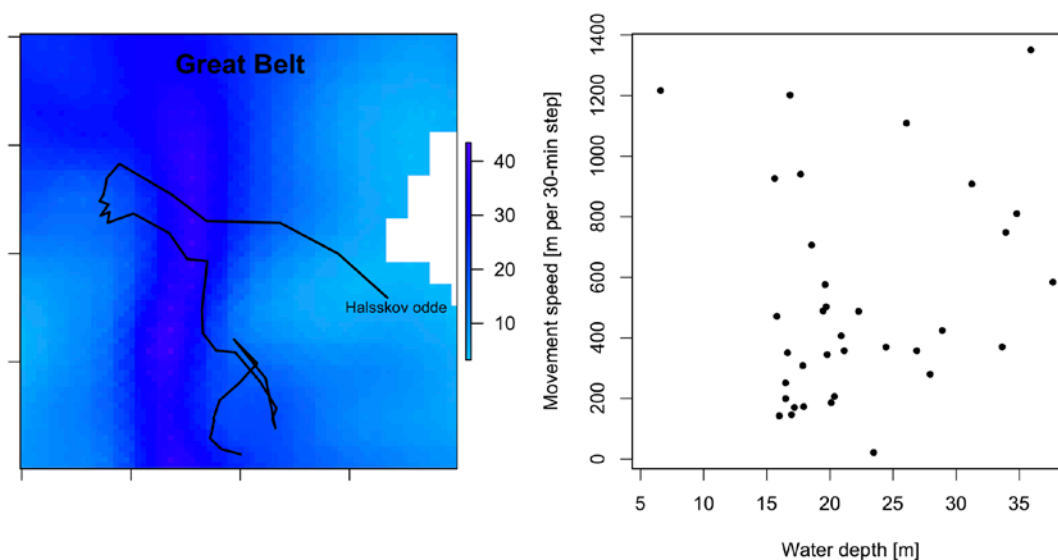 Great Belt
Halsskov odde
40
30
20
10
Movement speed [m per 30-min step]
1400
1200
1000
800
600
400
200
0
5 10 15 20 25 30 35
Water depth [m]